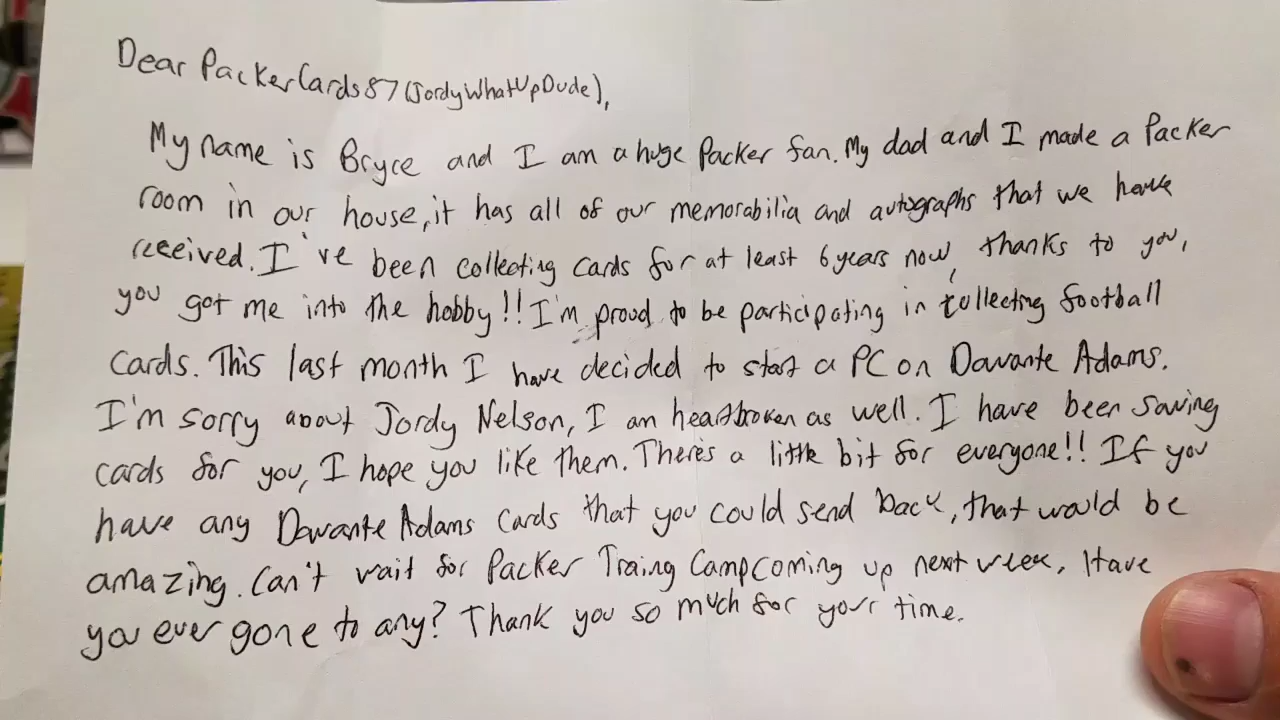 Dear PackerCards87(JordyWhatUpDude),
My name is Bryce and I am a huge Packer fan. My dad and I made a Packer
room in our house, it has all of our memorabilia and autographs that we have
received. I've been collecting cards for at least 6 years now, thanks to you,
you got me into the hobby!! I'm proud to be participating in collecting football
cards. This last month I have decided to start a PC on Davante Adams.
I'm sorry about Jordy Nelson, I am heartbroken as well. I have been saving
cards for you, I hope you like them. There's a little bit for everyone!! If you
have any Davante Adams cards that you could send back, that would be
amazing. Can't wait for Packer Traing Camp coming up next week, Have
you ever gone to any? Thank you so much for your time.